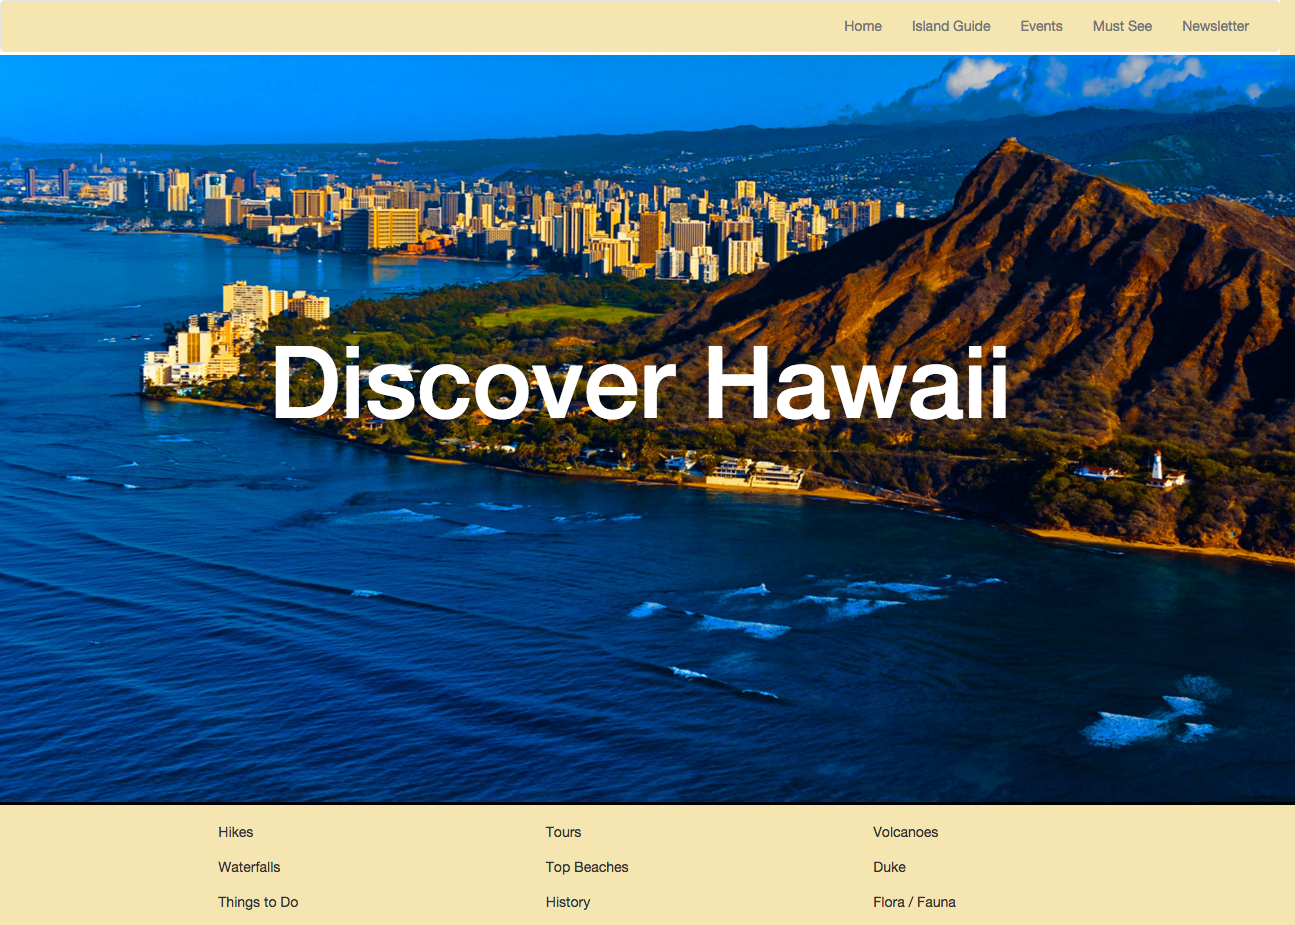 Home Island Guide Events Must See Newsletter
Discover Hawaii
Hikes Tours Volcanoes
Waterfalls Top Beaches Duke
Things to Do History Flora / Fauna